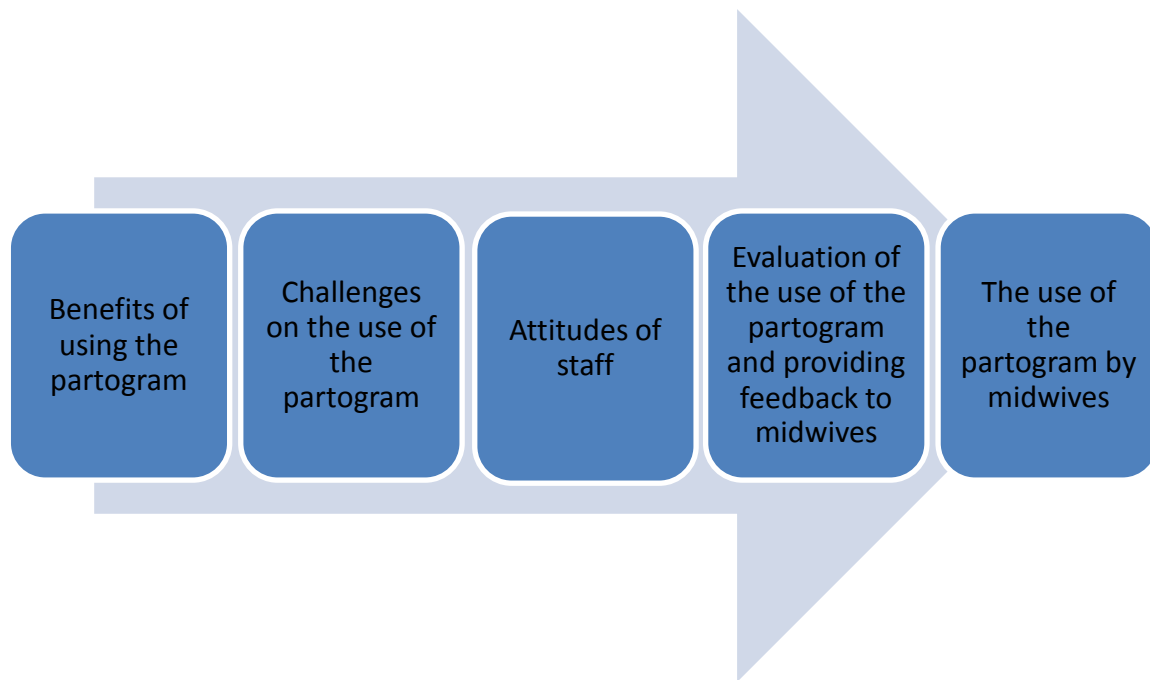 Benefits of
using the
partogram
Challenges
on the use of
the
partogram
Attitudes of
staff
Evaluation of
the use of the
partogram
and providing
feedback to
midwives
The use of
the
partogram by
midwives